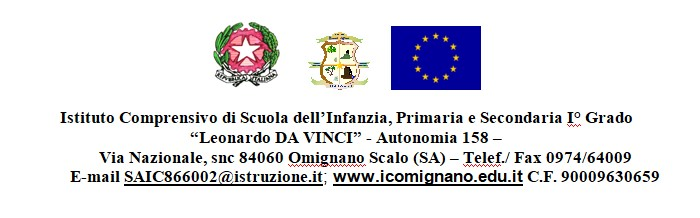 Istituto Comprensivo di Scuola dell’Infanzia, Primaria e Secondaria I° Grado
“Leonardo DA VINCI” - Autonomia 158 –
Via Nazionale, snc 84060 Omignano Scalo (SA) – Telef./ Fax 0974/64009
E-mail SAIC866002@istruzione.it; www.icomignano.edu.it C.F. 90009630659